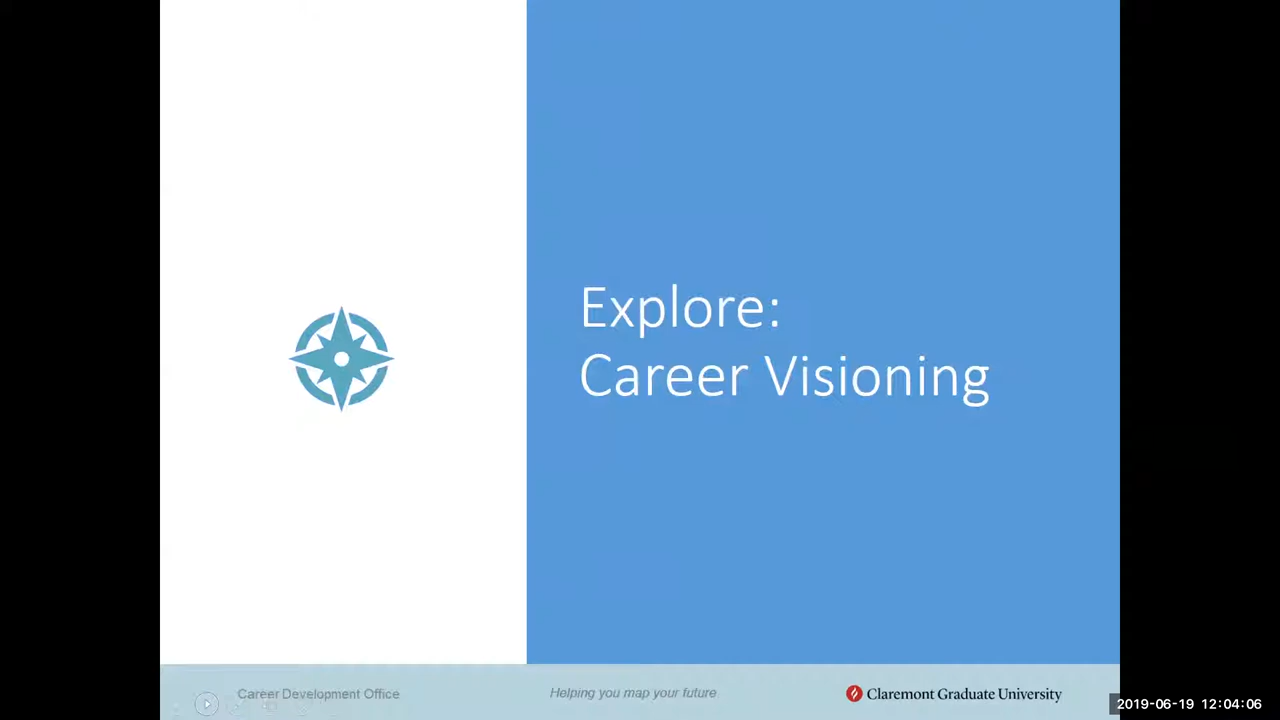 Explore:
Career Visioning
Career Development Office
Helping you map your future
Claremont Graduate University
2019-06-19 12:04:06